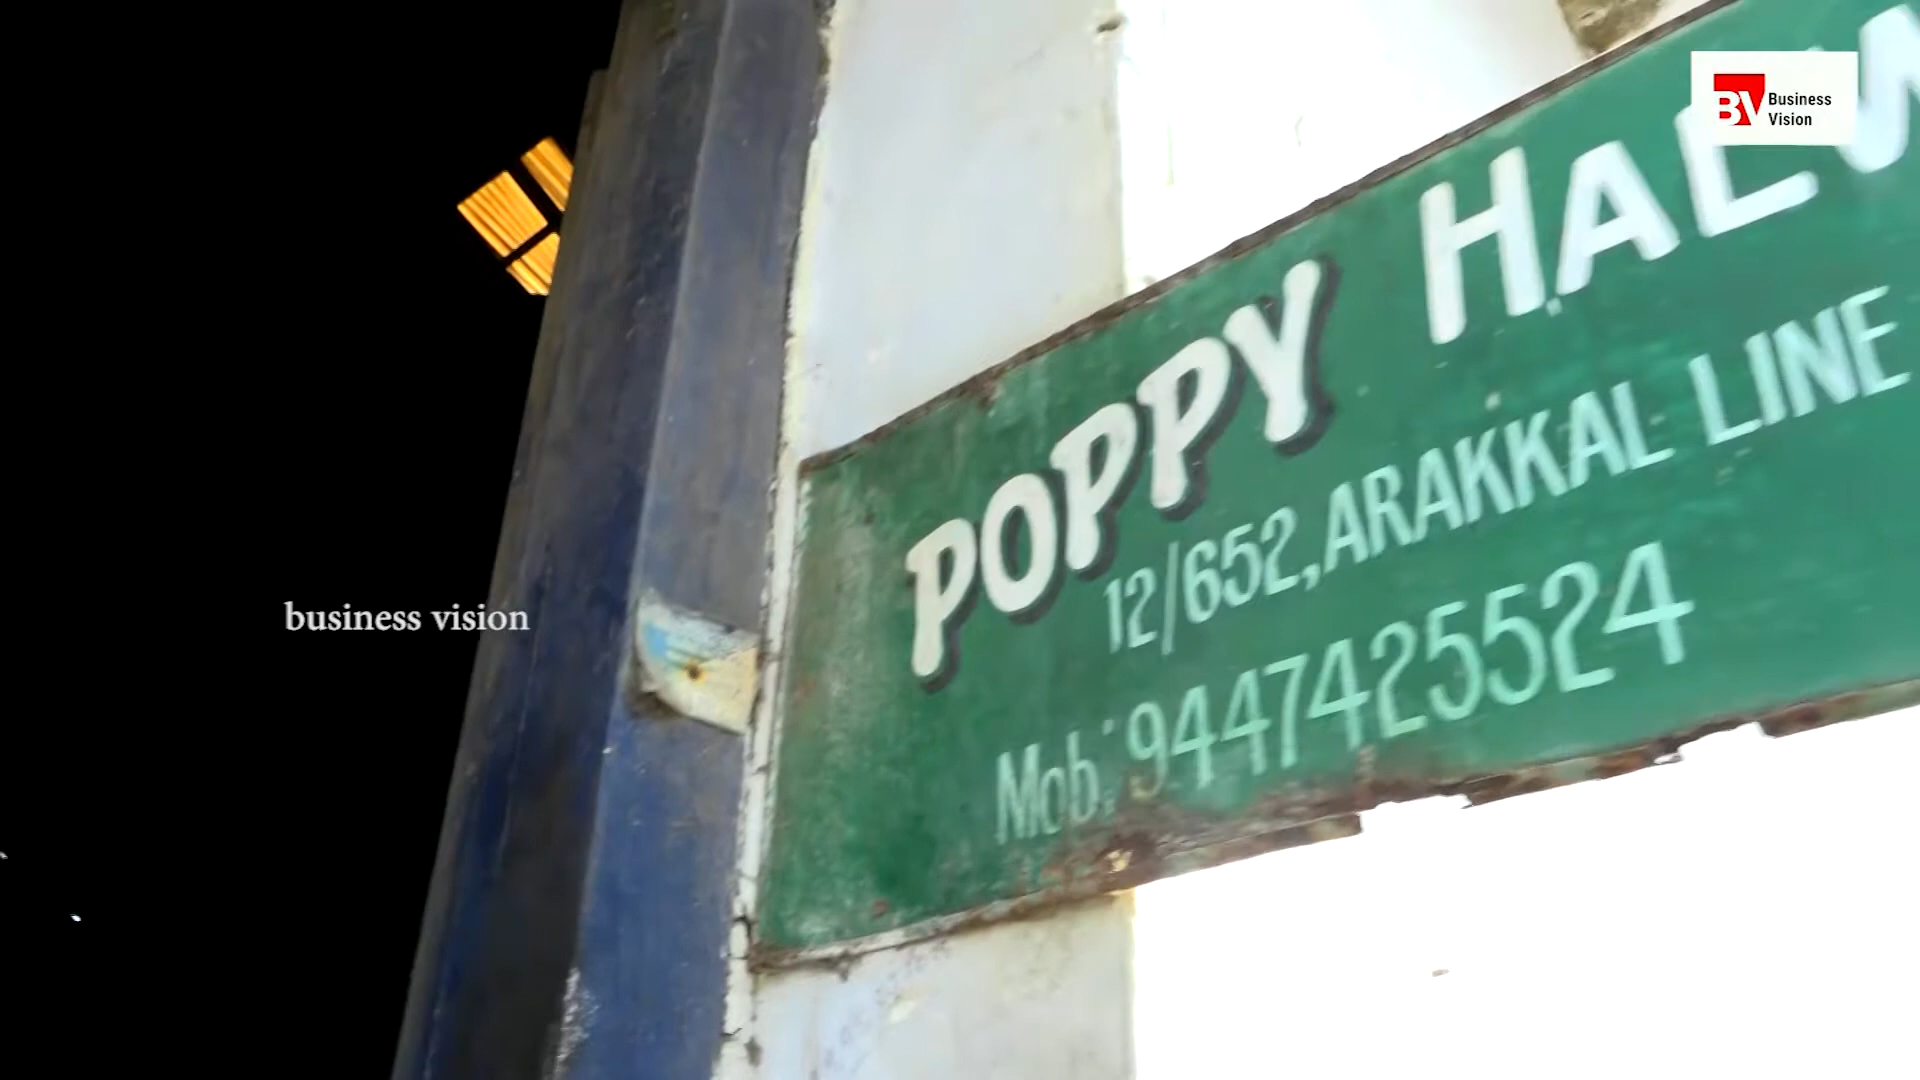 Business
Vision
POPPY
12/652, ARAKKAL LINE
Mob: 9447425524
business vision